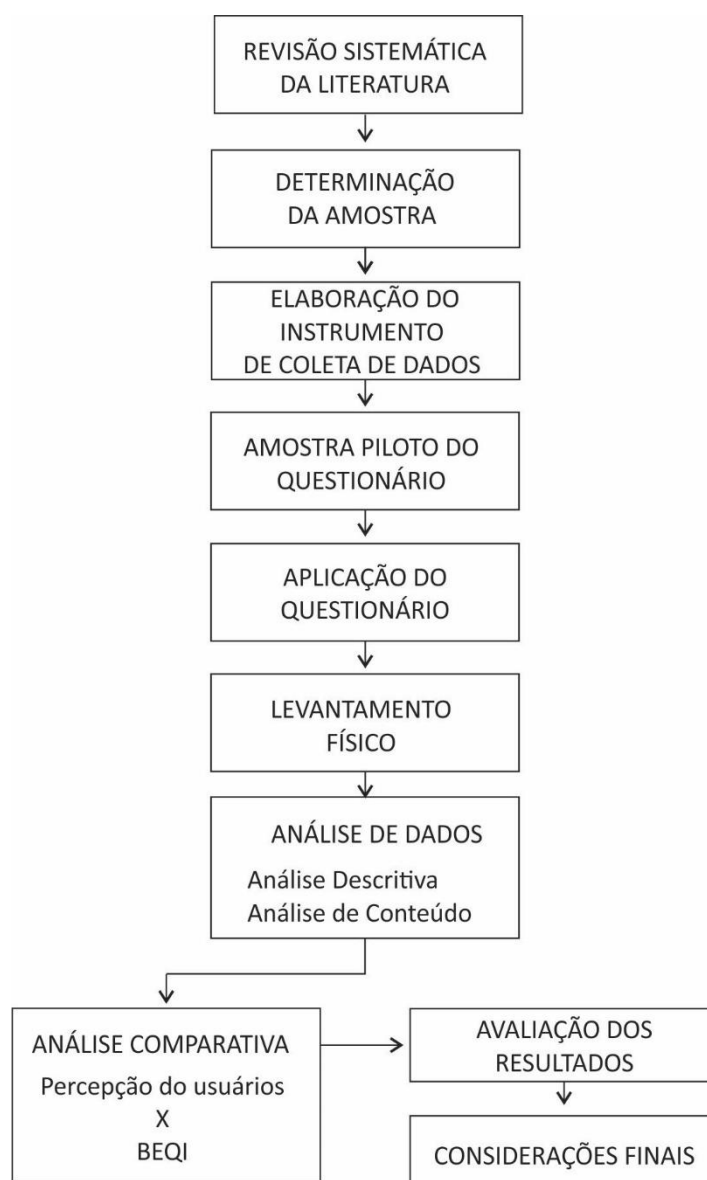 REVISÃO SISTEMÁTICA
DA LITERATURA
DETERMINAÇÃO
DA AMOSTRA
ELABORAÇÃO DO
INSTRUMENTO
DE COLETA DE DADOS
AMOSTRA PILOTO DO
QUESTIONÁRIO
APLICAÇÃO DO
QUESTIONÁRIO
LEVANTAMENTO
FÍSICO
ANÁLISE DE DADOS
Análise Descritiva
Análise de Conteúdo
ANÁLISE COMPARATIVA
Percepção do usuários
X
BEQI
AVALIAÇÃO DOS
RESULTADOS
CONSIDERAÇÕES FINAIS